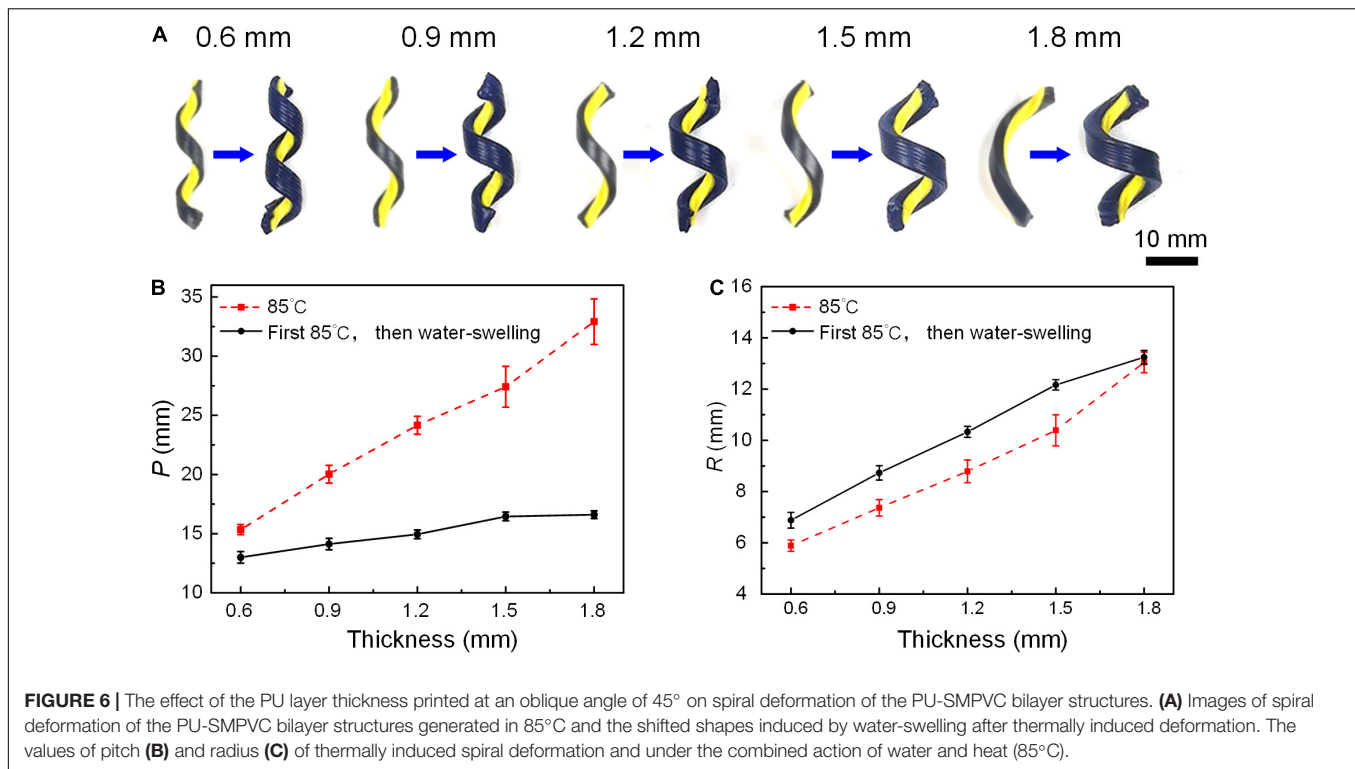 A 0.6 mm 0.9 mm 1.2 mm 1.5 mm 1.8 mm
10 mm
B
35
30
25
20
15
10
P (mm)
85℃
First 85℃, then water-swelling
0.6 0.9 1.2 1.5 1.8
Thickness (mm)
C
16
14
12
10
8
6
4
R (mm)
85℃
First 85℃, then water-swelling
0.6 0.9 1.2 1.5 1.8
Thickness (mm)
FIGURE 6 | The effect of the PU layer thickness printed at an oblique angle of 45° on spiral deformation of the PU-SMPVC bilayer structures. (A) Images of spiral
deformation of the PU-SMPVC bilayer structures generated in 85°C and the shifted shapes induced by water-swelling after thermally induced deformation. The
values of pitch (B) and radius (C) of thermally induced spiral deformation and under the combined action of water and heat (85°C).